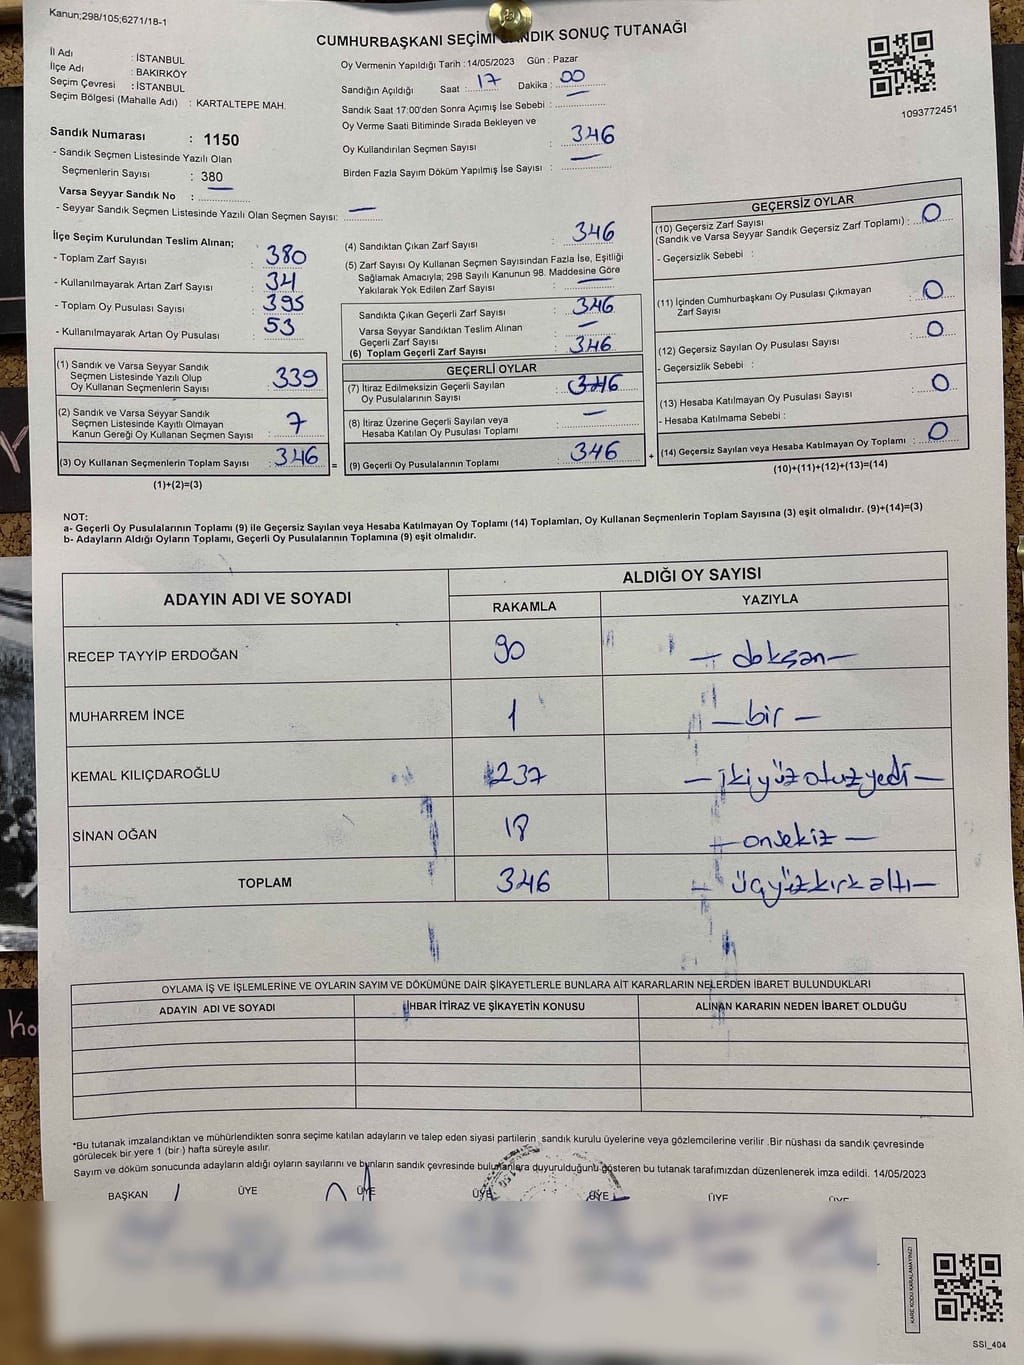 Kanun;298/105;6271/18-1
CUMHURBAŞKANI SEÇİMİ SANDIK SONUÇ TUTANAĞI
İl Adı : İSTANBUL
İlçe Adı : BAKIRKÖY
Seçim Çevresi : İSTANBUL
Seçim Bölgesi (Mahalle Adı) : KARTALTEPE MAH.
Sandık Numarası : 1150
- Sandık Seçmen Listesinde Yazılı Olan
Seçmenlerin Sayısı : 380
Varsa Seyyar Sandık No : —
- Seyyar Sandık Seçmen Listesinde Yazılı Olan Seçmen Sayısı: —
Oy Vermenin Yapıldığı Tarih : 14/05/2023 Gün : Pazar
Sandığın Açıldığı Saat : 17 Dakika : 00
Sandık Saat 17:00'den Sonra Açımış İse Sebebi : —
Oy Verme Saati Bitiminde Sırada Bekleyen ve
Oy Kullandırılan Seçmen Sayısı : 346
Birden Fazla Sayım Döküm Yapılmış İse Sayısı : —
1093772451
İlçe Seçim Kurulundan Teslim Alınan;
- Toplam Zarf Sayısı : 380
- Kullanılmayarak Artan Zarf Sayısı : 34
- Toplam Oy Pusulası Sayısı : 395
- Kullanılmayarak Artan Oy Pusulası : 53
(1) Sandık ve Varsa Seyyar Sandık
Seçmen Listesinde Yazılı Olup
Oy Kullanan Seçmenlerin Sayısı : 339
(2) Sandık ve Varsa Seyyar Sandık
Seçmen Listesinde Kayıtlı Olmayan
Kanun Gereği Oy Kullanan Seçmen Sayısı : 7
(3) Oy Kullanan Seçmenlerin Toplam Sayısı : 346
(1)+(2)=(3)
=
(4) Sandıktan Çıkan Zarf Sayısı : 346
(5) Zarf Sayısı Oy Kullanan Seçmen Sayısından Fazla İse, Eşitliği
Sağlamak Amacıyla; 298 Sayılı Kanunun 98. Maddesine Göre
Yakılarak Yok Edilen Zarf Sayısı : —
Sandıkta Çıkan Geçerli Zarf Sayısı : 346
Varsa Seyyar Sandıktan Teslim Alınan
Geçerli Zarf Sayısı : —
(6) Toplam Geçerli Zarf Sayısı : 346
GEÇERLİ OYLAR
(7) İtiraz Edilmeksizin Geçerli Sayılan
Oy Pusulalarının Sayısı : 346
(8) İtiraz Üzerine Geçerli Sayılan veya
Hesaba Katılan Oy Pusulası Toplamı : —
(9) Geçerli Oy Pusulalarının Toplamı : 346
+
GEÇERSİZ OYLAR
(10) Geçersiz Zarf Sayısı
(Sandık ve Varsa Seyyar Sandık Geçersiz Zarf Toplamı) : 0
- Geçersizlik Sebebi :
(11) İçinden Cumhurbaşkanı Oy Pusulası Çıkmayan
Zarf Sayısı : 0
(12) Geçersiz Sayılan Oy Pusulası Sayısı : 0
- Geçersizlik Sebebi :
(13) Hesaba Katılmayan Oy Pusulası Sayısı : 0
- Hesaba Katılmama Sebebi :
(14) Geçersiz Sayılan veya Hesaba Katılmayan Oy Toplamı : 0
(10)+(11)+(12)+(13)=(14)
NOT:
a- Geçerli Oy Pusulalarının Toplamı (9) ile Geçersiz Sayılan veya Hesaba Katılmayan Oy Toplamı (14) Toplamları, Oy Kullanan Seçmenlerin Toplam Sayısına (3) eşit olmalıdır. (9)+(14)=(3)
b- Adayların Aldığı Oyların Toplamı, Geçerli Oy Pusulalarının Toplamına (9) eşit olmalıdır.
ADAYIN ADI VE SOYADI ALDIĞI OY SAYISI
RAKAMLA YAZIYLA
RECEP TAYYİP ERDOĞAN 90 — doksan —
MUHARREM İNCE 1 — bir —
KEMAL KILIÇDAROĞLU 237 — ikiyüz otuz yedi —
SİNAN OĞAN 18 — onsekiz —
TOPLAM 346 — üçyüzkırk altı —
OYLAMA İŞ VE İŞLEMLERİNE VE OYLARIN SAYIM VE DÖKÜMÜNE DAİR ŞİKAYETLERLE BUNLARA AİT KARARLARIN NELERDEN İBARET BULUNDUKLARI
ADAYIN ADI VE SOYADI İHBAR İTİRAZ VE ŞİKAYETİN KONUSU ALINAN KARARIN NEDEN İBARET OLDUĞU
*Bu tutanak imzalandıktan ve mühürlendikten sonra seçime katılan adayların ve talep eden siyasi partilerin sandık kurulu üyelerine veya gözlemcilerine verilir .Bir nüshası da sandık çevresinde
görülecek bir yere 1 (bir ) hafta süreyle asılır.
Sayım ve döküm sonucunda adayların aldığı oyların sayılarını ve bunların sandık çevresinde bulunanlara duyurulduğunu gösteren bu tutanak tarafımızdan düzenlenerek imza edildi. 14/05/2023
BAŞKAN ÜYE ÜYE ÜYE ÜYE ÜYE ÜYE
KARE KODU KARALAMAYINIZ!
SSI_404